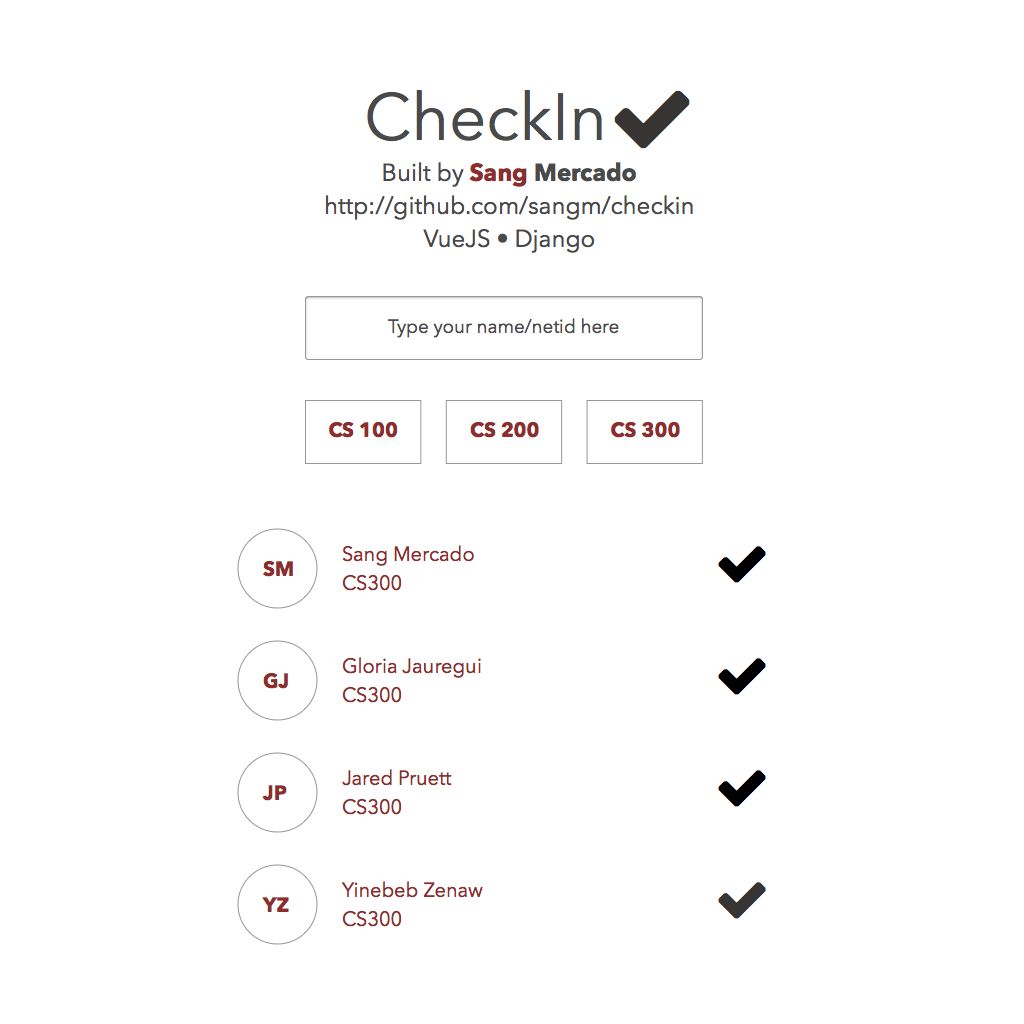 CheckIn
Built by Sang Mercado
http://github.com/sangm/checkin
VueJS • Django
Type your name/netid here
CS 100 CS 200 CS 300
SM
Sang Mercado
CS300
GJ
Gloria Jauregui
CS300
JP
Jared Pruett
CS300
YZ
Yinebeb Zenaw
CS300